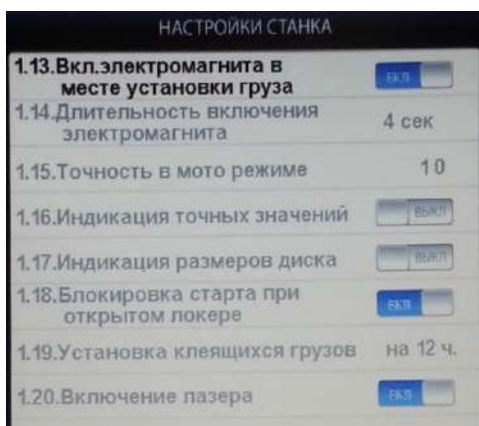 НАСТРОЙКИ СТАНКА
1.13.Вкл.электромагнита в
месте установки груза
ВКЛ
1.14.Длительность включения
электромагнита
4 сек
1.15.Точность в мото режиме
10
1.16.Индикация точных значений
ВЫКЛ
1.17.Индикация размеров диска
ВЫКЛ
1.18.Блокировка старта при
открытом локере
ВКЛ
1.19.Установка клеящихся грузов
на 12 ч.
1.20.Включение лазера
ВКЛ